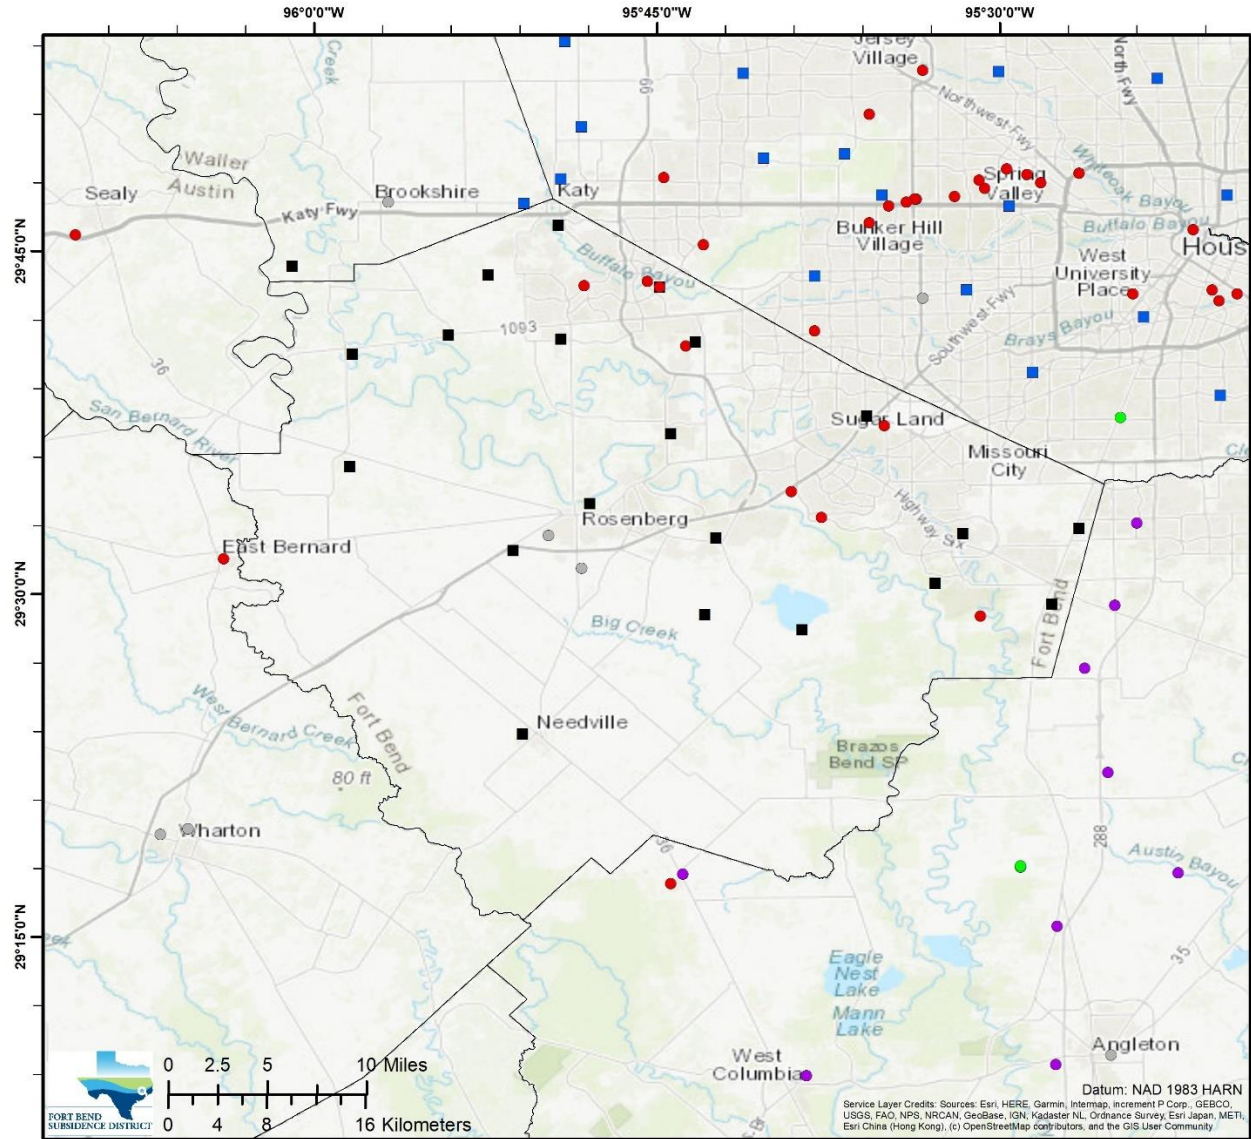 96°0'0"W
95°45'0"W
95°30'0"W
Creek
99
Jersey
Village
North Fwy
Northwest Fwy
Waller
Austin
Sealy
Brookshire
Katy
Katy Fwy
Spring
Valley
Whiteoak Bayou
Buffalo Bayou
Bunker Hill
Village
Hous
29°45'0"N
Buffalo Bayou
West
University
Place
1093
Southwest Fwy
Brays Bayou
36
San Bernard River
Sugar Land
Missouri
City
Rosenberg
Highway Six
East Bernard
29°30'0"N
Big Creek
Fort Bend
West Bernard Creek
Fort Bend
Needville
80 ft
Brazos
Bend SP
Wharton
36
288
Austin Bayou
29°15'0"N
eek
35
Eagle
Nest
Lake
Mann
Lake
West
Columbia
Angleton
0 2.5 5 10 Miles
0 4 8 16 Kilometers
FORT BEND
SUBSIDENCE DISTRICT
Datum: NAD 1983 HARN
Service Layer Credits: Sources: Esri, HERE, Garmin, Intermap, increment P Corp., GEBCO,
USGS, FAO, NPS, NRCAN, GeoBase, IGN, Kadaster NL, Ordnance Survey, Esri Japan, METI,
Esri China (Hong Kong), (c) OpenStreetMap contributors, and the GIS User Community